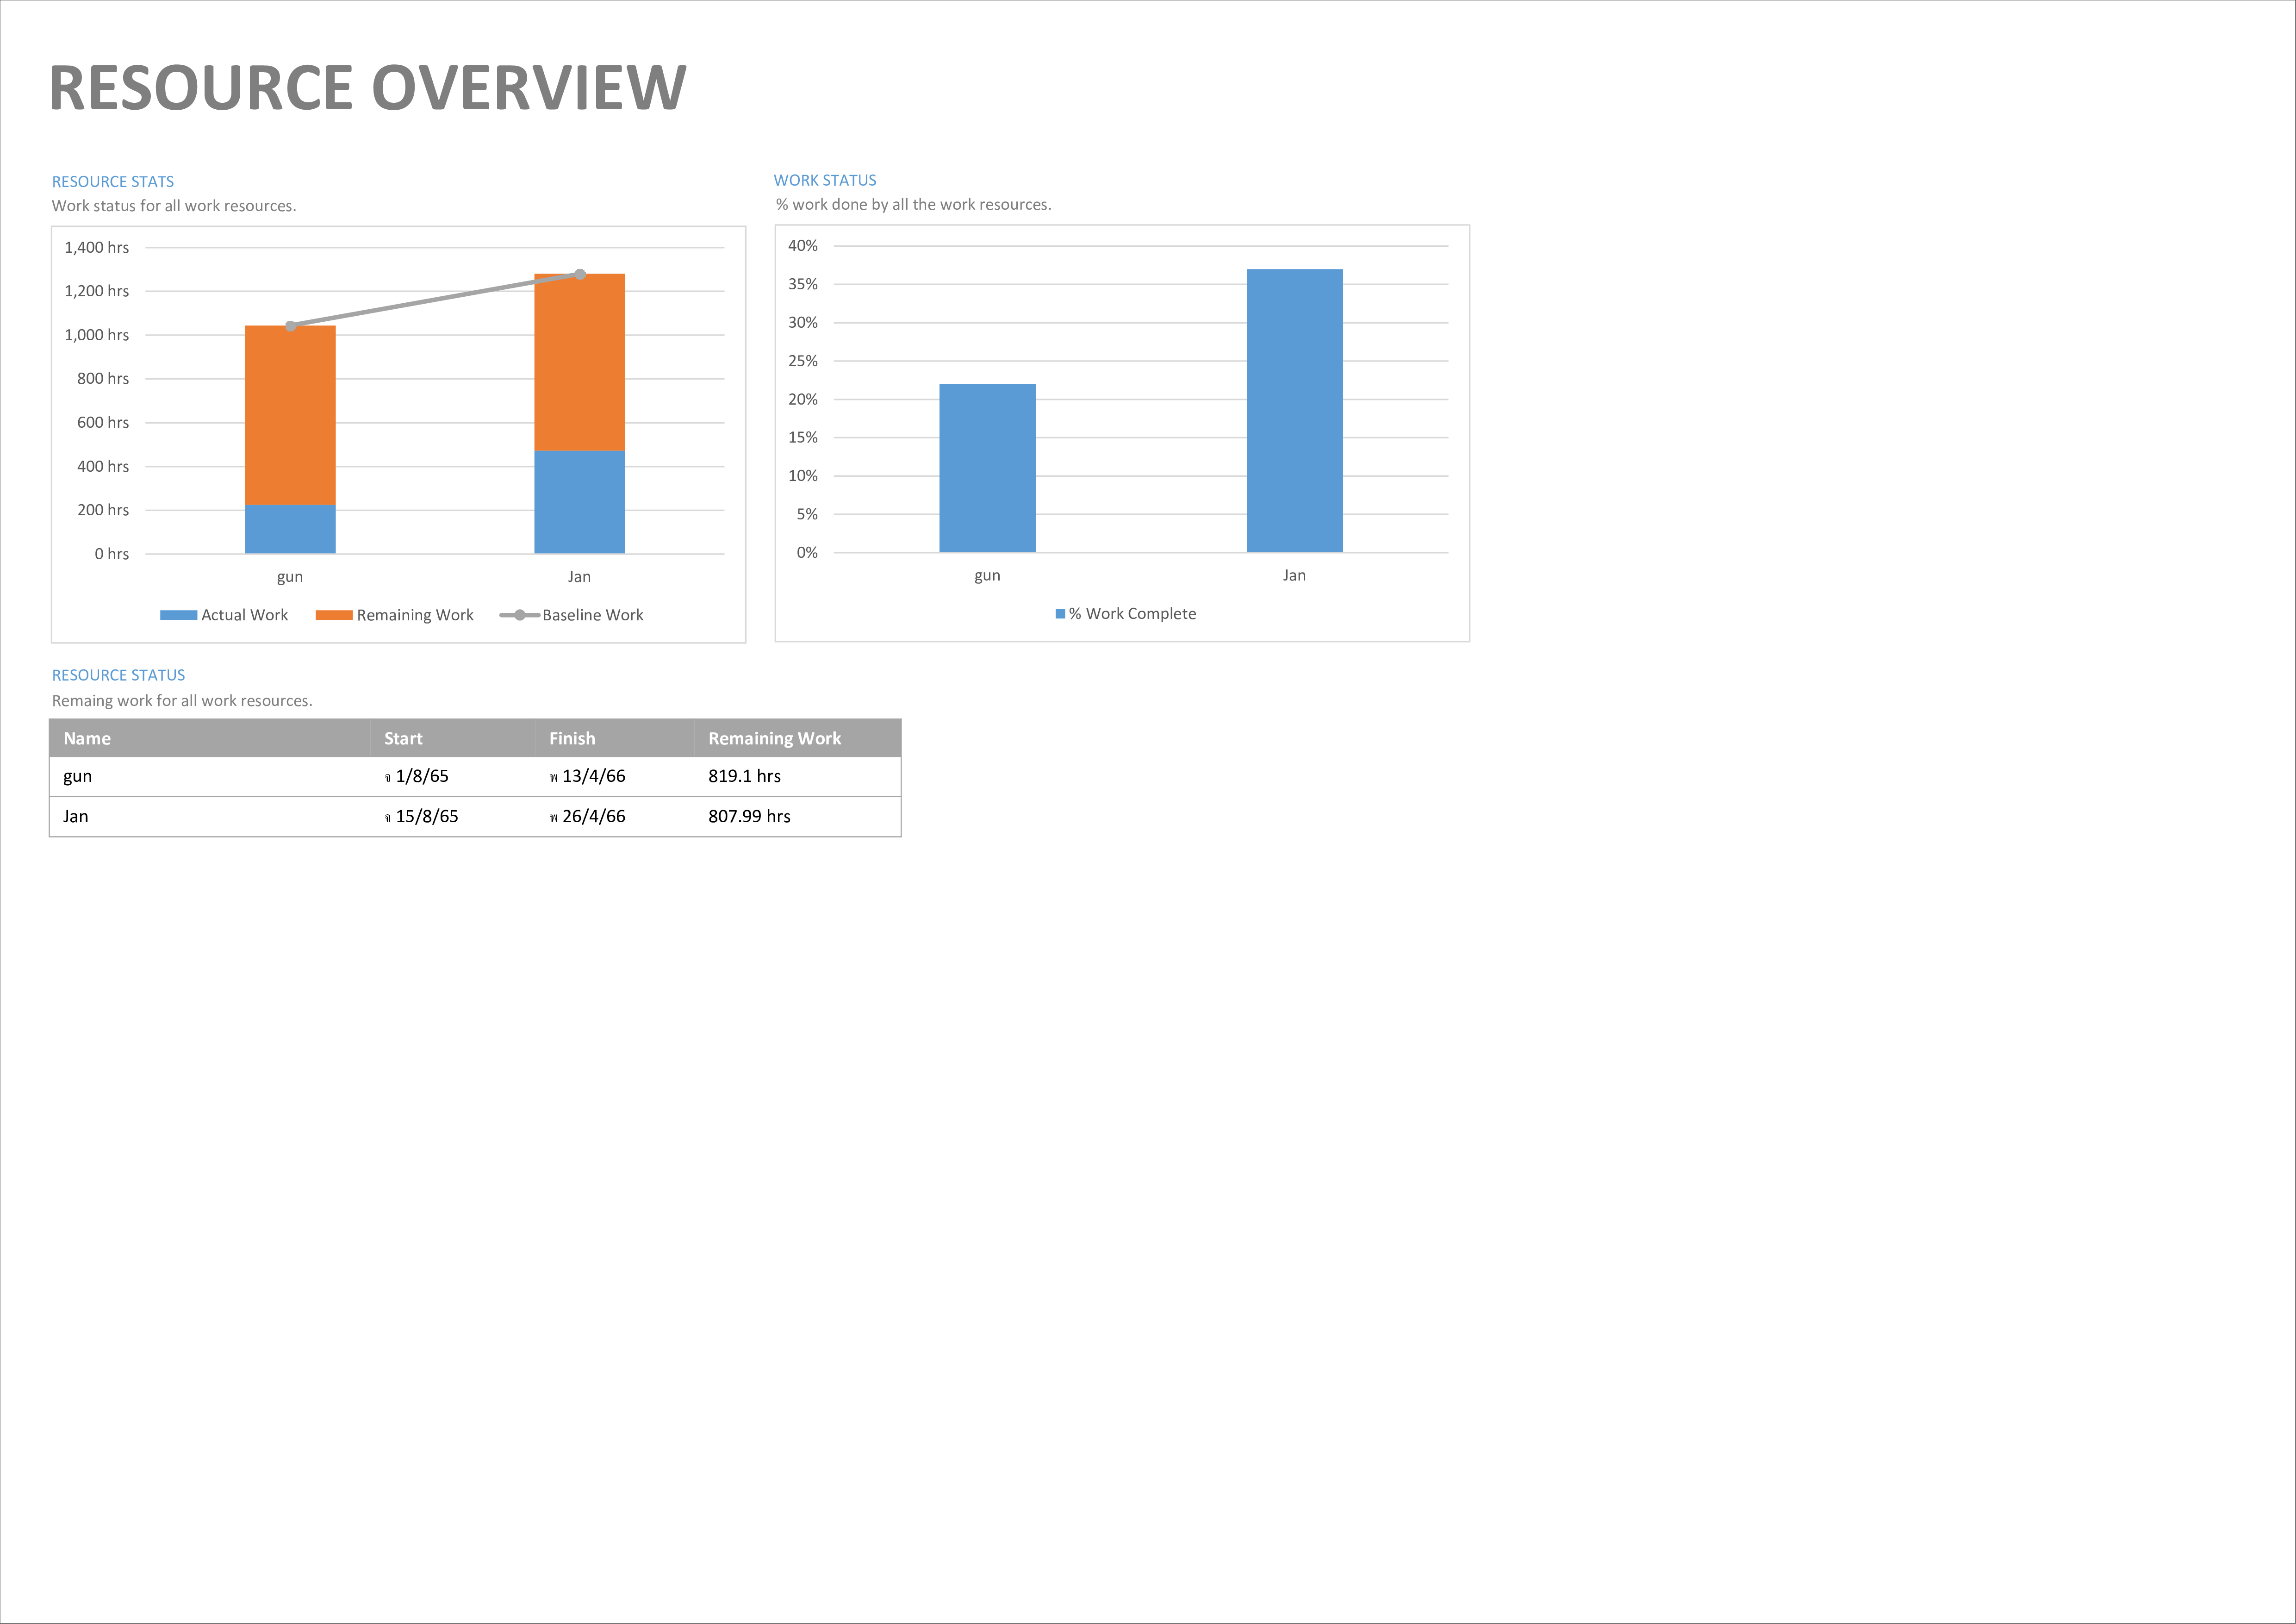 RESOURCE OVERVIEW
RESOURCE STATS
Work status for all work resources.
1,400 hrs
1,200 hrs
1,000 hrs
800 hrs
600 hrs
400 hrs
200 hrs
0 hrs
gun Jan
Actual Work Remaining Work Baseline Work
WORK STATUS
% work done by all the work resources.
40%
35%
30%
25%
20%
15%
10%
5%
0%
gun Jan
% Work Complete
RESOURCE STATUS
Remaing work for all work resources.
Name Start Finish Remaining Work
gun จ 1/8/65 พ 13/4/66 819.1 hrs
Jan จ 15/8/65 พ 26/4/66 807.99 hrs